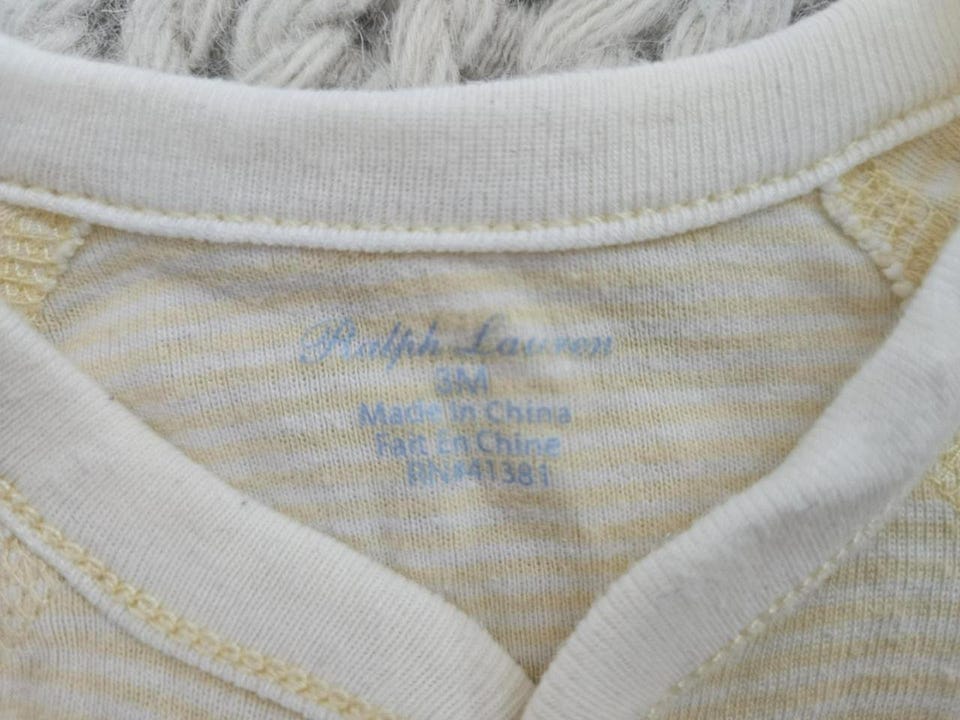 Ralph Lauren
3M
Made In China
Fait En Chine
RN#41381